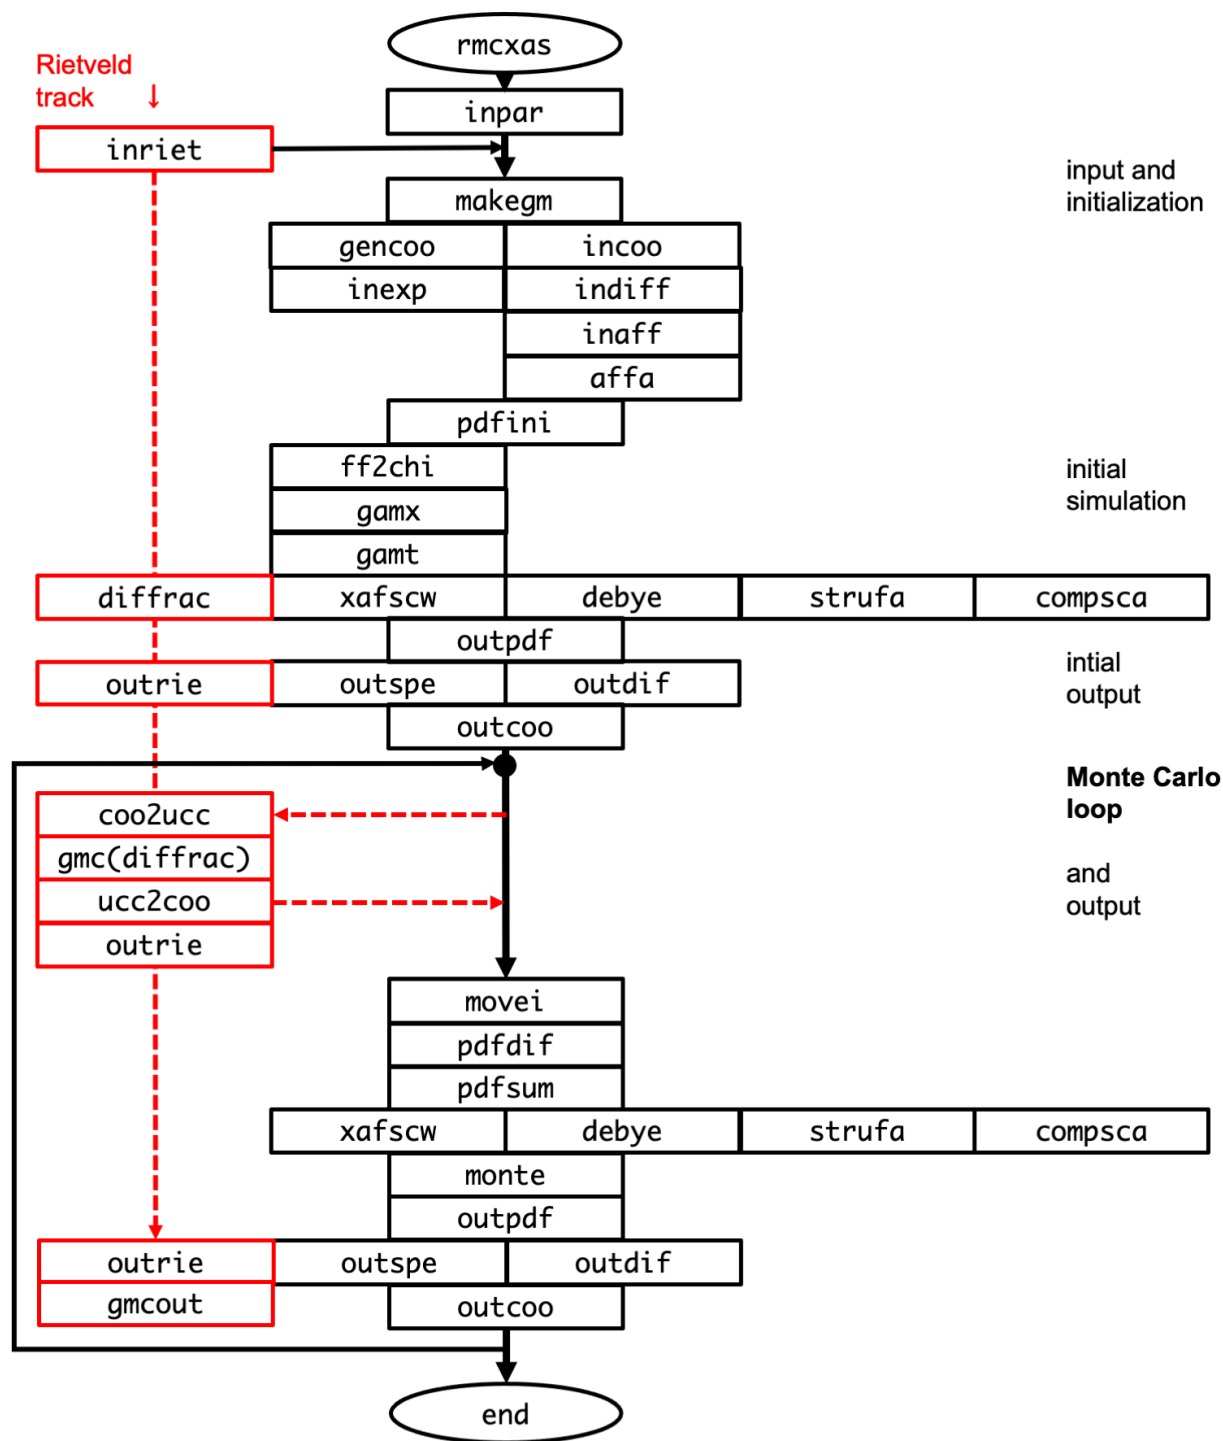 rmcxas
Rietveld
track ↓
inpar
inriet
input and
initialization
makegm
gencoo incoo
inexp indiff
inaff
affa
pdfini
ff2chi
initial
simulation
gamx
gamt
diffrac xafscw debye strufa compsca
outpdf
intial
output
outrie outspe outdif
outcoo
Monte Carlo
loop
coo2ucc
gmc(diffrac)
and
output
ucc2coo
outrie
movei
pdfdif
pdfsum
xafscw debye strufa compsca
monte
outpdf
outrie outspe outdif
gmcout outcoo
end